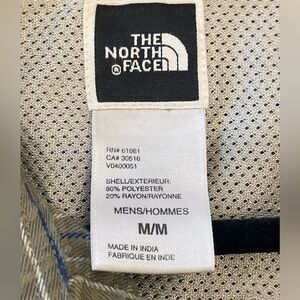 THE
NORTH
FACE
®
RN# 61661
CA# 30516
V0400051
SHELL/EXTERIEUR:
80% POLYESTER
20% RAYON/RAYONNE
MENS/HOMMES
M/M
MADE IN INDIA
FABRIQUE EN INDE